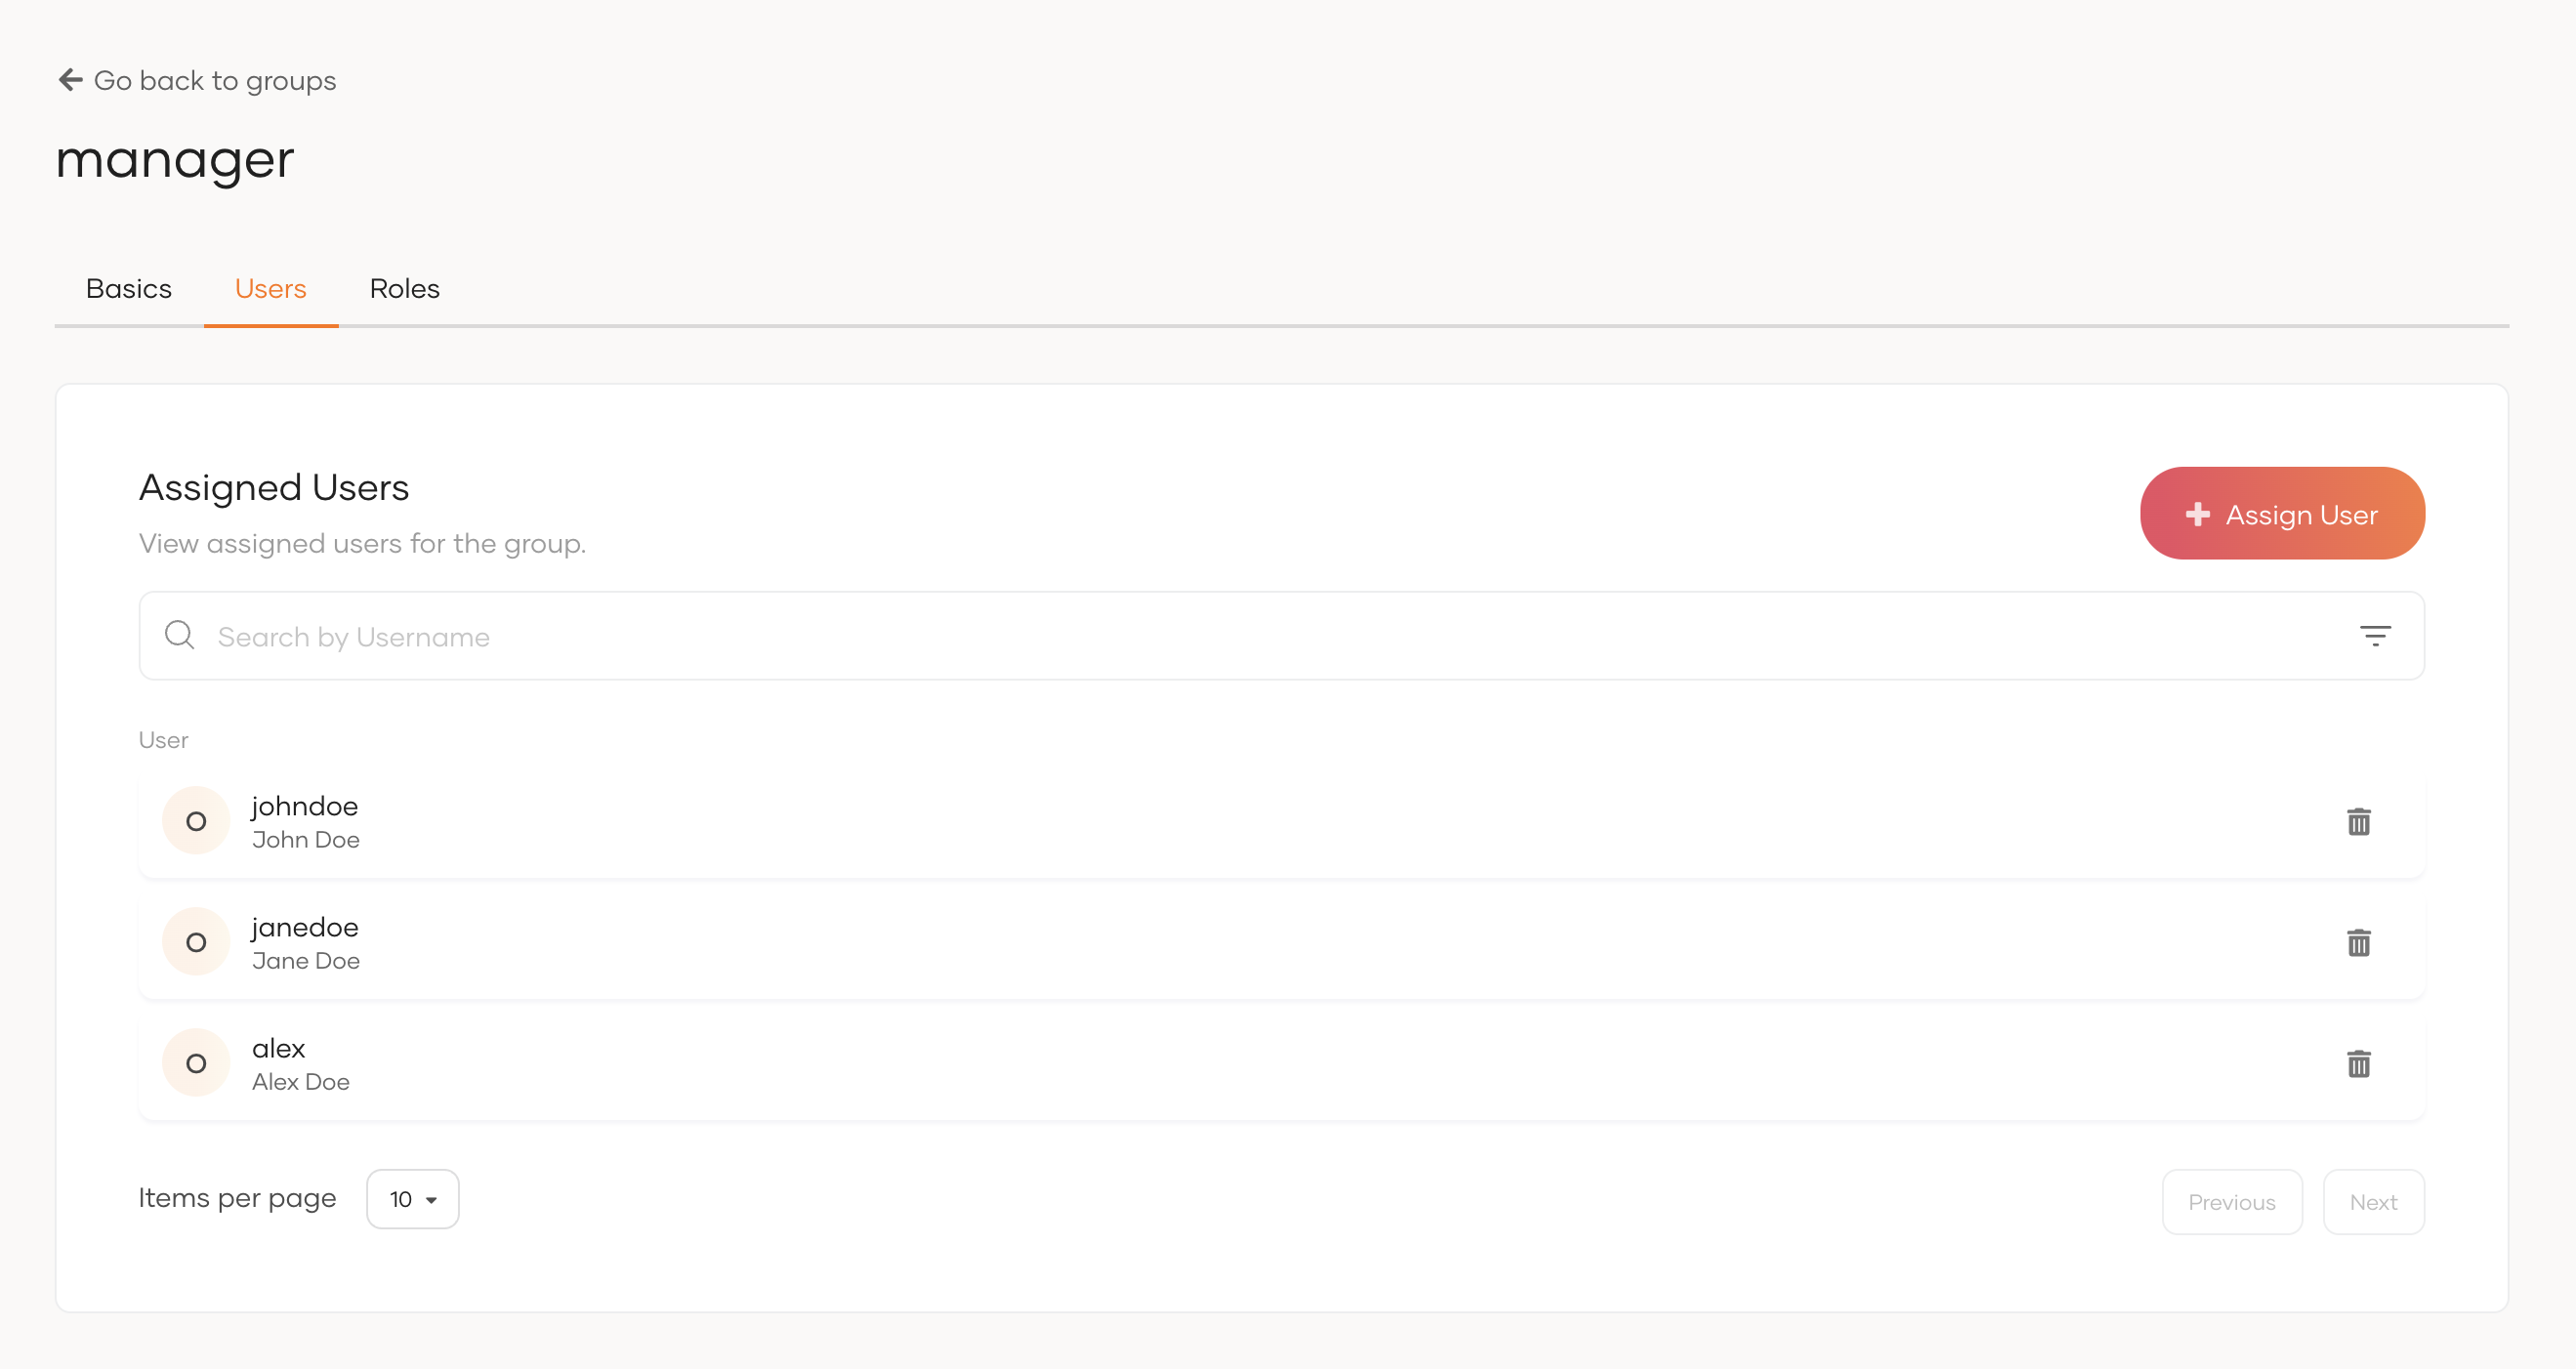 Go back to groups
manager
Basics Users Roles
Assigned Users
View assigned users for the group.
Assign User
Search by Username
User
O
johndoe
John Doe
O
janedoe
Jane Doe
O
alex
Alex Doe
Items per page 10
Previous Next